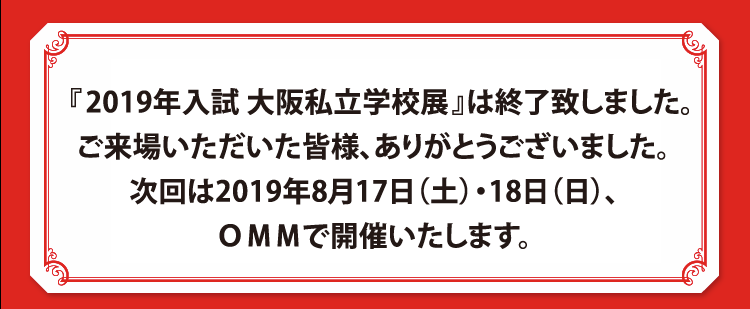 『2019年入試 大阪私立学校展』は終了致しました。
ご来場いただいた皆様、ありがとうございました。
次回は2019年8月17日（土）・18日（日）、
ＯＭＭで開催いたします。